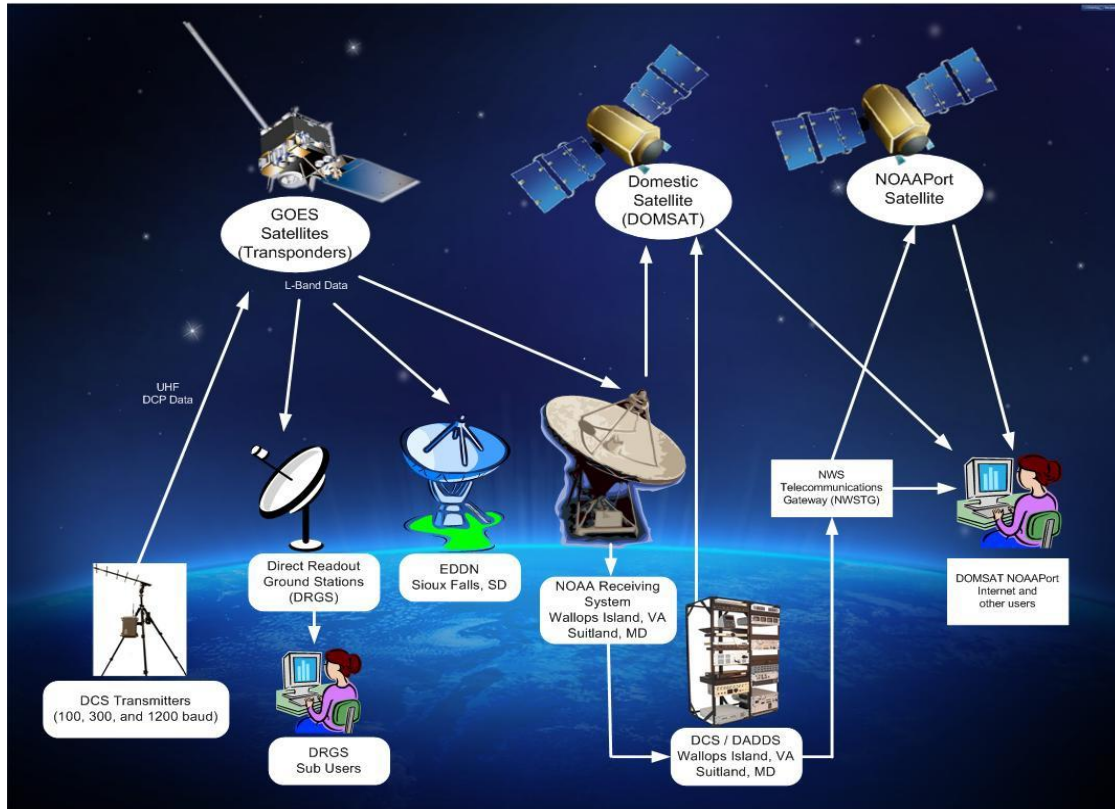 GOES
Satellites
(Transponders)
Domestic
Satellite
(DOMSAT)
NOAAPort
Satellite
L-Band Data
UHF
DCP Data
NWS
Telecommunications
Gateway (NWSTG)
Direct Readout
Ground Stations
(DRGS)
EDDN
Sioux Falls, SD
NOAA Receiving
System
Wallops Island, VA
Suitland, MD
DOMSAT NOAAPort
Internet and
other users
DCS Transmitters
(100, 300, and 1200 baud)
DRGS
Sub Users
DCS / DADDS
Wallops Island, VA
Suitland, MD